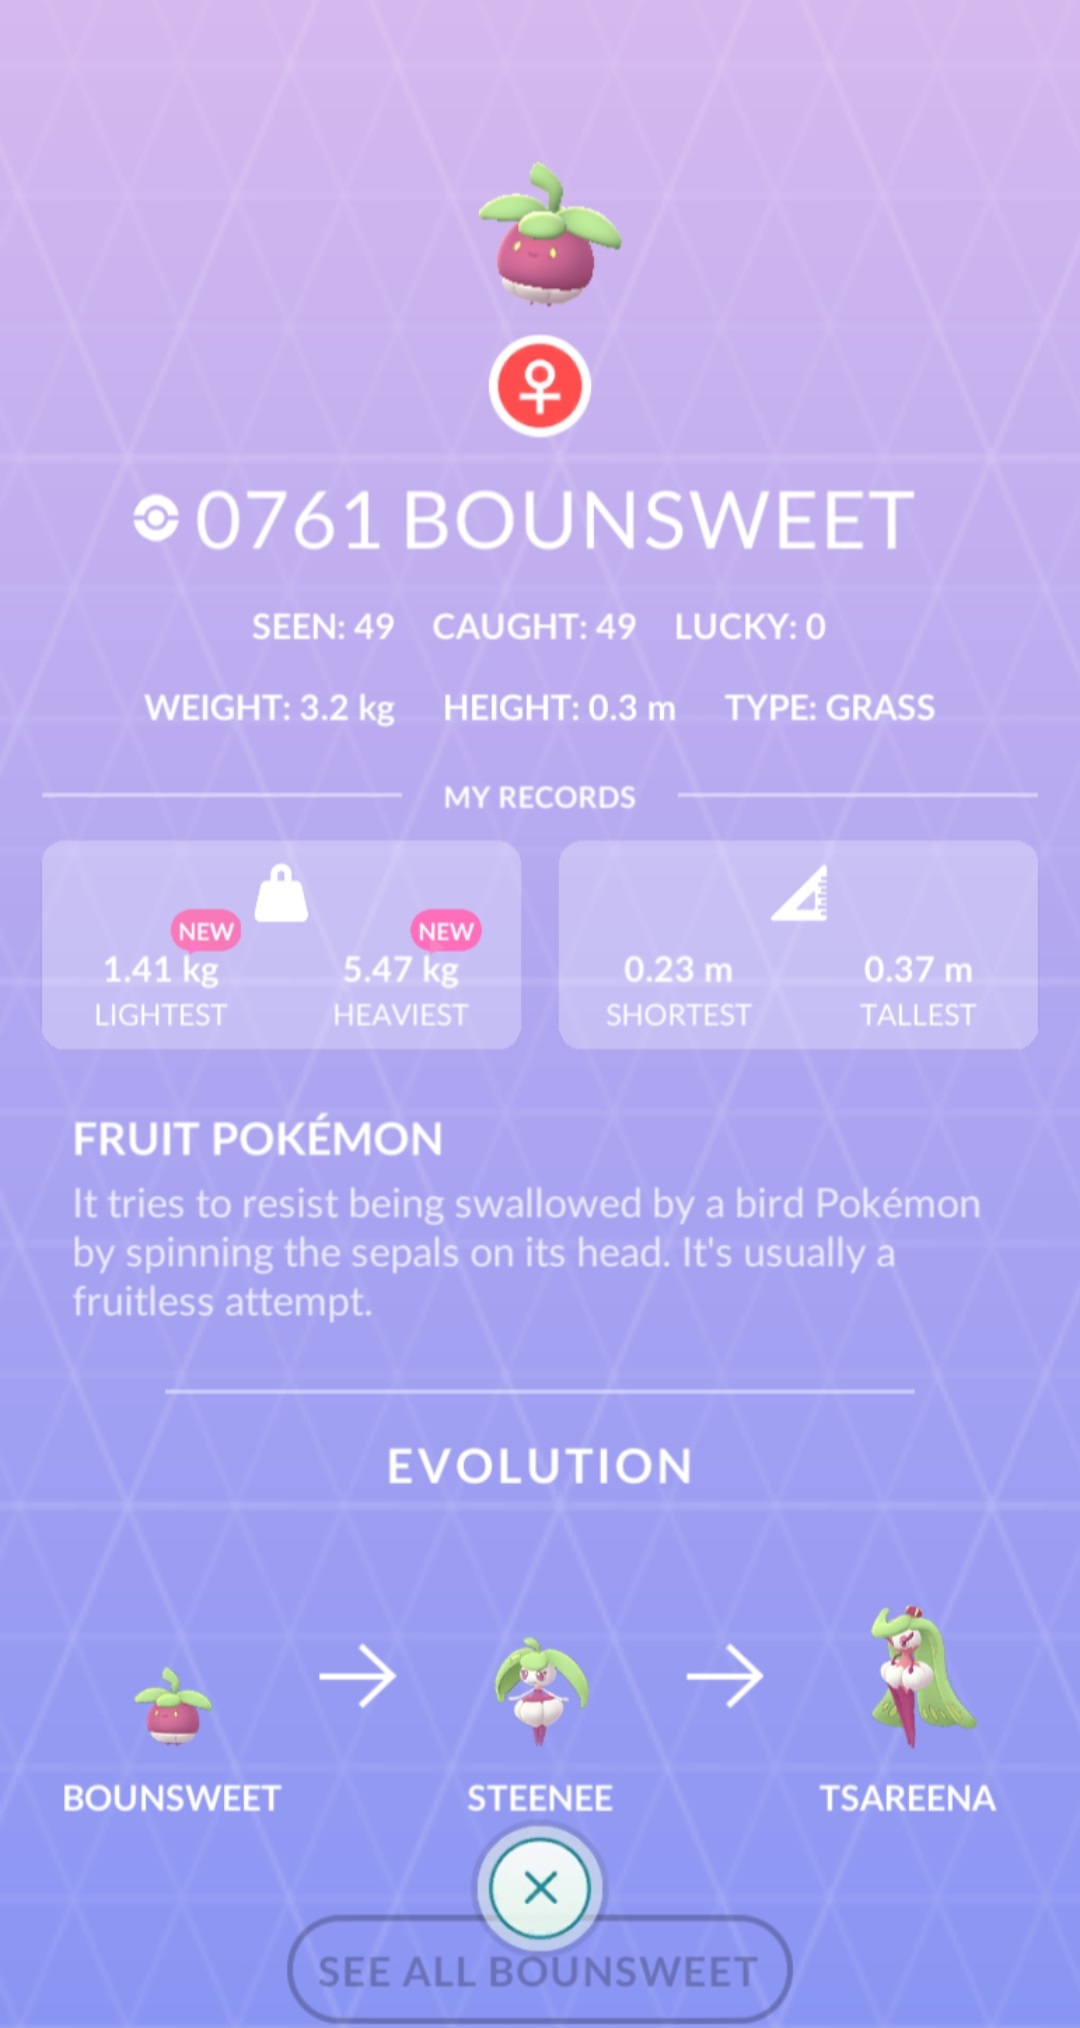 0761 BOUNSWEET
SEEN: 49 CAUGHT: 49 LUCKY: 0
WEIGHT: 3.2 kg HEIGHT: 0.3 m TYPE: GRASS
MY RECORDS
NEW NEW
1.41 kg 5.47 kg 0.23 m 0.37 m
LIGHTEST HEAVIEST SHORTEST TALLEST
FRUIT POKÉMON
It tries to resist being swallowed by a bird Pokémon
by spinning the sepals on its head. It's usually a
fruitless attempt.
EVOLUTION
BOUNSWEET STEENEE TSAREENA
SEE ALL BOUNSWEET